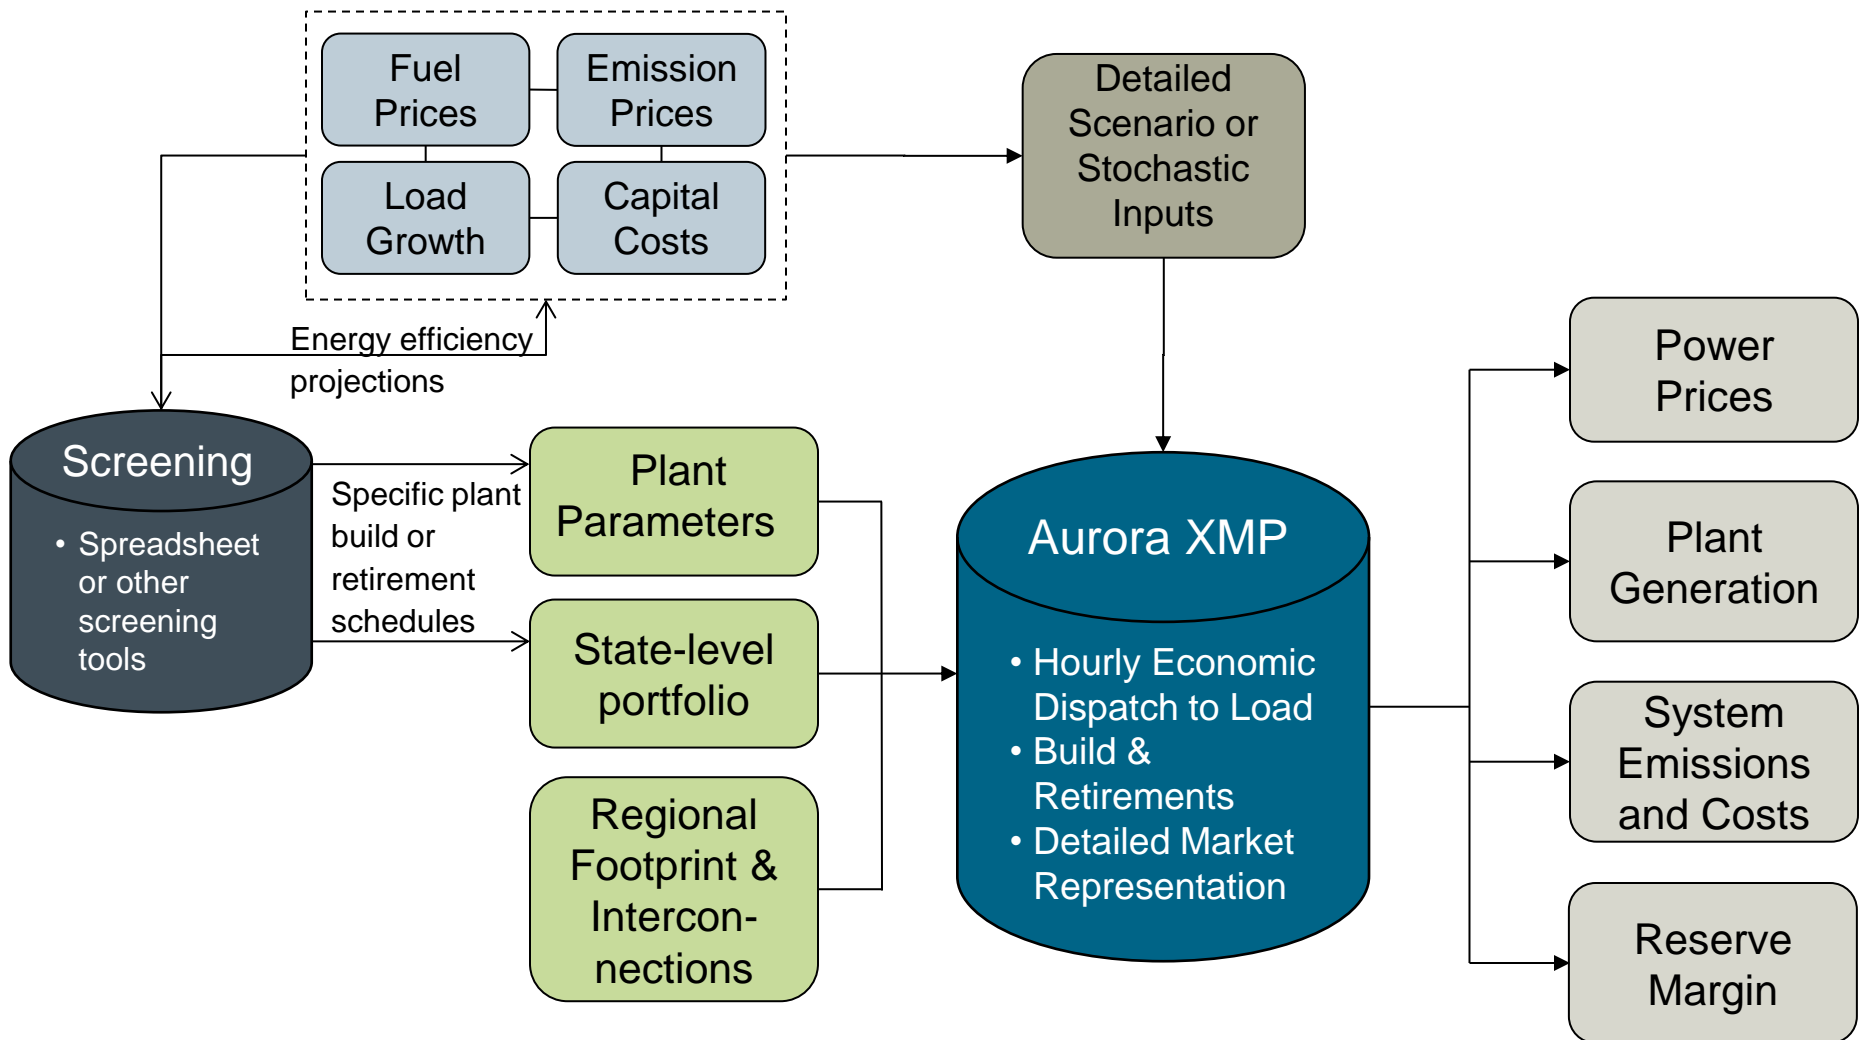 Fuel
Prices
Emission
Prices
Load
Growth
Capital
Costs
Detailed
Scenario or
Stochastic
Inputs
Energy efficiency
projections
Screening
• Spreadsheet
or other
screening
tools
Specific plant
build or
retirement
schedules
Plant
Parameters
State-level
portfolio
Regional
Footprint &
Intercon-
nections
Aurora XMP
• Hourly Economic
Dispatch to Load
• Build &
Retirements
• Detailed Market
Representation
Power
Prices
Plant
Generation
System
Emissions
and Costs
Reserve
Margin